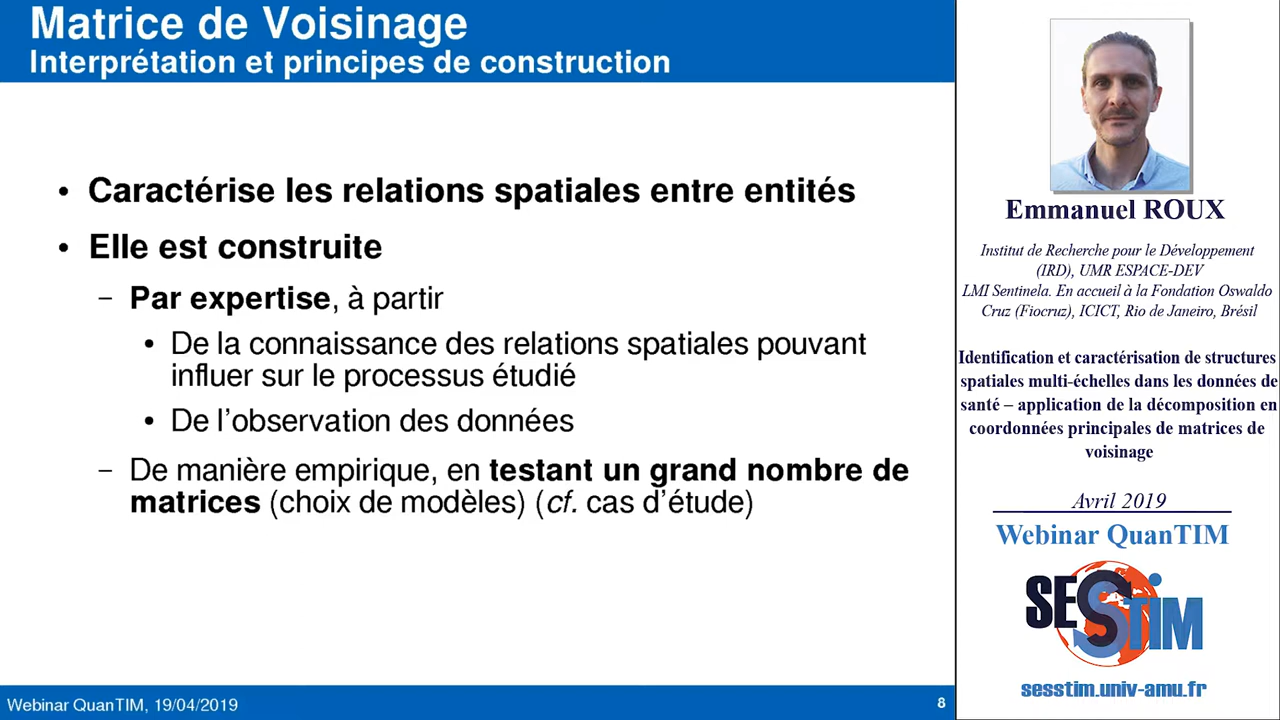 Matrice de Voisinage
Interprétation et principes de construction
• Caractérise les relations spatiales entre entités
• Elle est construite
– Par expertise, à partir
• De la connaissance des relations spatiales pouvant
influer sur le processus étudié
• De l'observation des données
– De manière empirique, en testant un grand nombre de
matrices (choix de modèles) (cf. cas d'étude)
Webinar QuanTIM, 19/04/2019
8
Emmanuel ROUX
Institut de Recherche pour le Développement
(IRD), UMR ESPACE-DEV
LMI Sentinela. En accueil à la Fondation Oswaldo
Cruz (Fiocruz), ICICT, Rio de Janeiro, Brésil
Identification et caractérisation de structures
spatiales multi-échelles dans les données de
santé – application de la décomposition en
coordonnées principales de matrices de
voisinage
Avril 2019
Webinar QuanTIM
SESSTIM
sesstim.univ-amu.fr